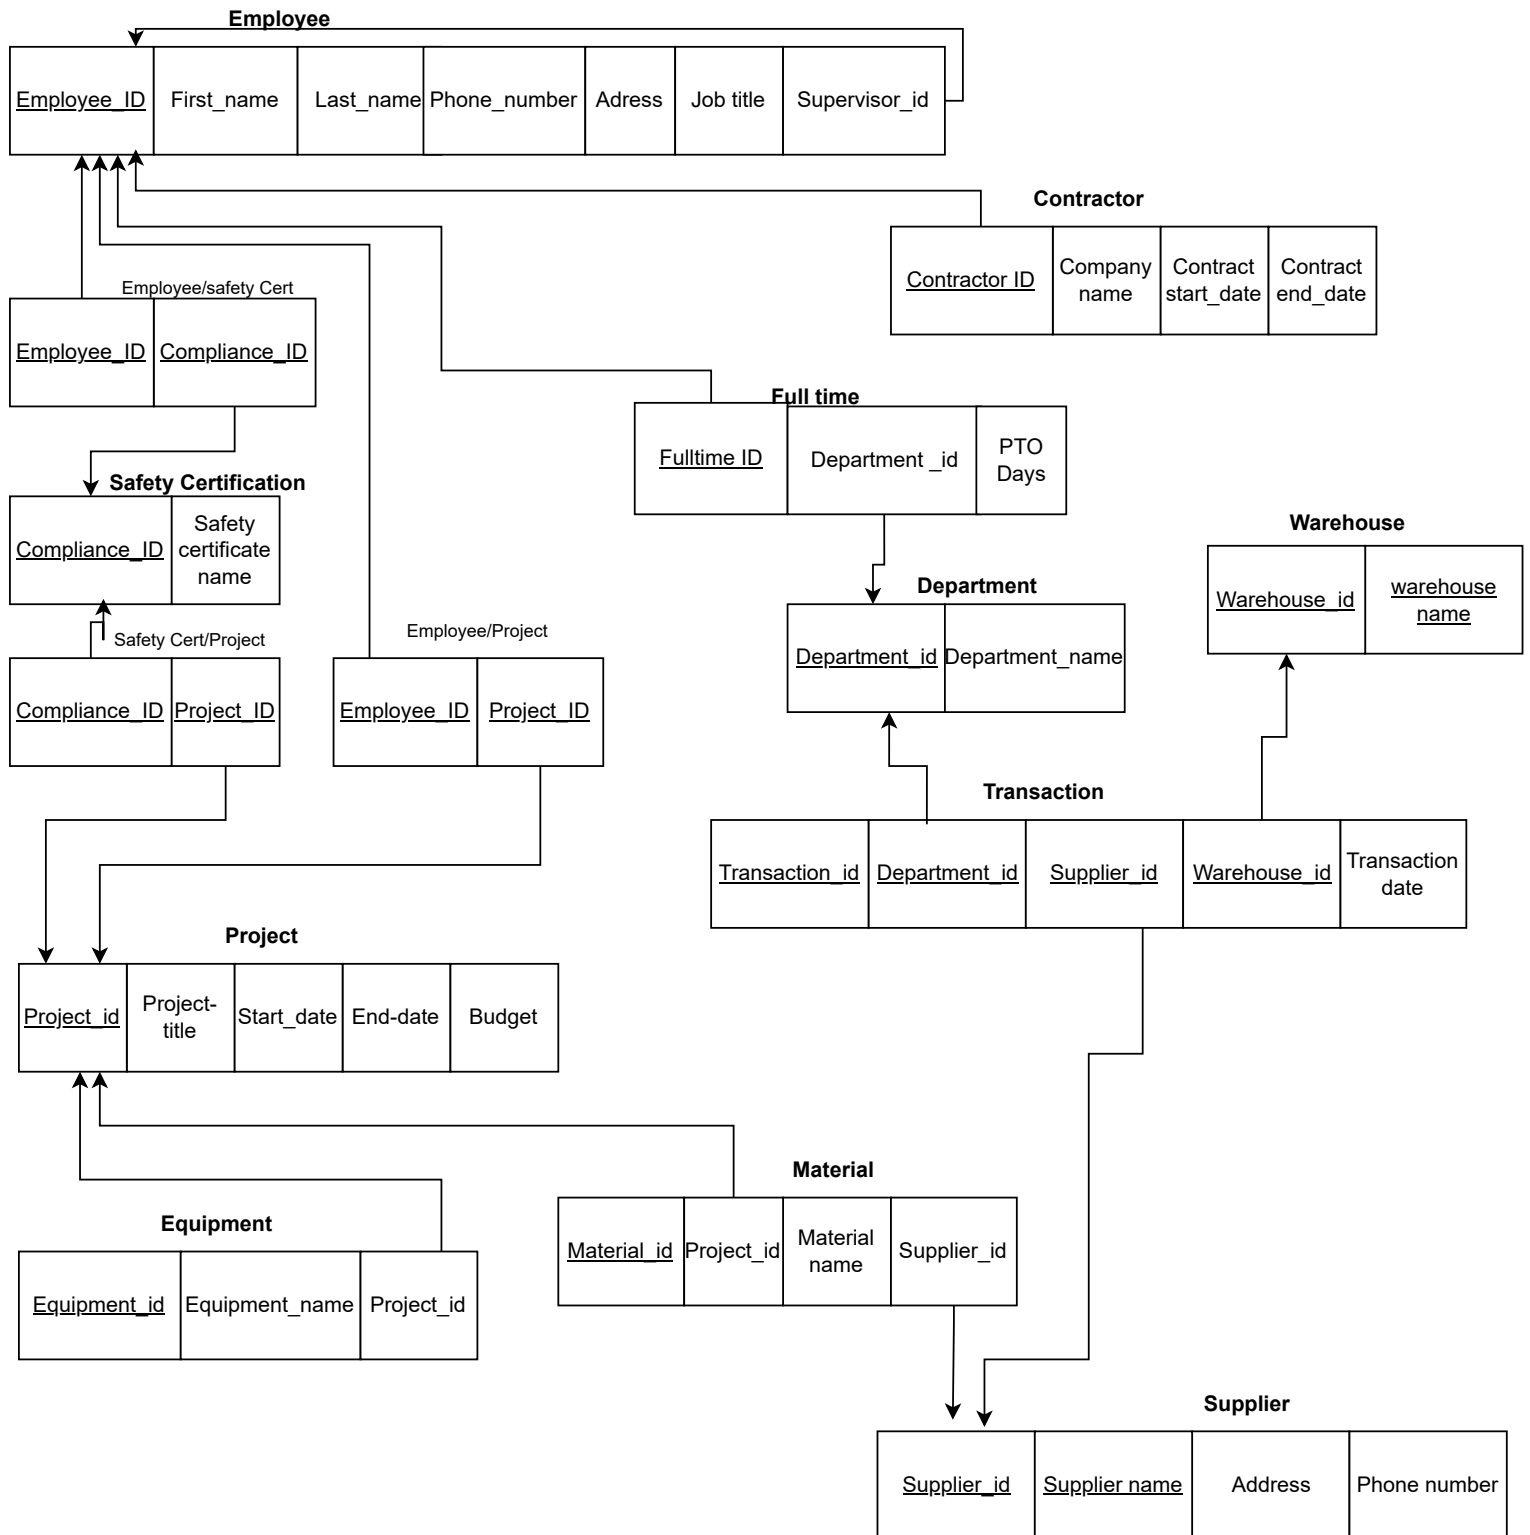 Employee
Employee_ID First_name Last_name Phone_number Adress Job title Supervisor_id
Contractor
Contractor ID Company name Contract start_date Contract end_date
Employee/safety Cert
Employee_ID Compliance_ID
Full time
Fulltime ID Department _id PTO Days
Safety Certification
Compliance_ID Safety certificate name
Warehouse
Warehouse_id warehouse name
Department
Department_id Department_name
Safety Cert/Project
Compliance_ID Project_ID
Employee/Project
Employee_ID Project_ID
Transaction
Transaction_id Department_id Supplier_id Warehouse_id Transaction date
Project
Project_id Project-title Start_date End-date Budget
Material
Material_id Project_id Material name Supplier_id
Equipment
Equipment_id Equipment_name Project_id
Supplier
Supplier_id Supplier name Address Phone number